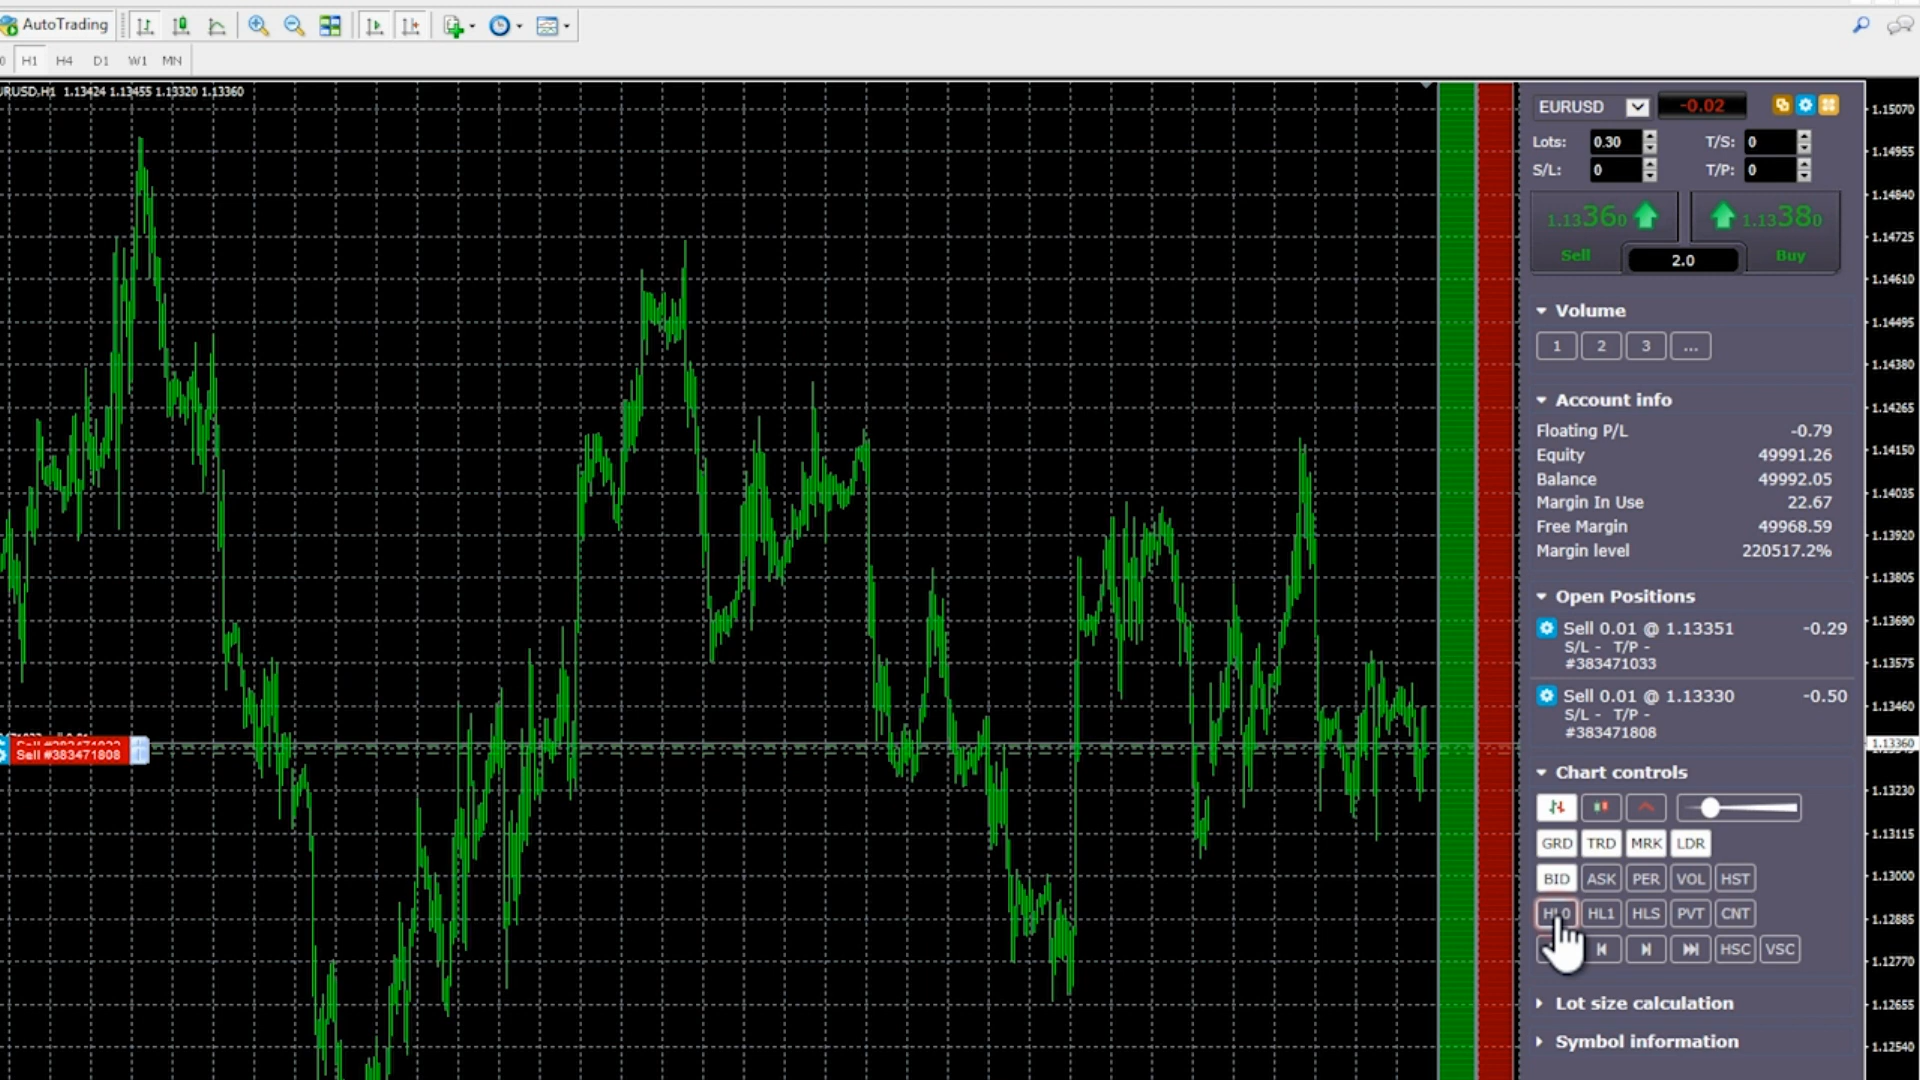 AutoTrading
H1 H4 D1 W1 MN
URUSD,H1 1.13424 1.13455 1.13320 1.13360
EURUSD -0.02
Lots: 0.30 T/S: 0
S/L: 0 T/P: 0
1.13360 1.13380
Sell 2.0 Buy
Volume
1 2 3 ...
Account info
Floating P/L -0.79
Equity 49991.26
Balance 49992.05
Margin In Use 22.67
Free Margin 49968.59
Margin level 220517.2%
Open Positions
Sell 0.01 @ 1.13351 -0.29
S/L - T/P -
#383471033
Sell 0.01 @ 1.13330 -0.50
S/L - T/P -
#383471808
Chart controls
GRD TRD MRK LDR
BID ASK PER VOL HST
HL0 HL1 HLS PVT CNT
HSC VSC
Lot size calculation
Symbol information
Sell #383471808
1.15070
1.14955
1.14840
1.14725
1.14610
1.14495
1.14380
1.14265
1.14150
1.14035
1.13920
1.13805
1.13690
1.13575
1.13460
1.13360
1.13230
1.13115
1.13000
1.12885
1.12770
1.12655
1.12540